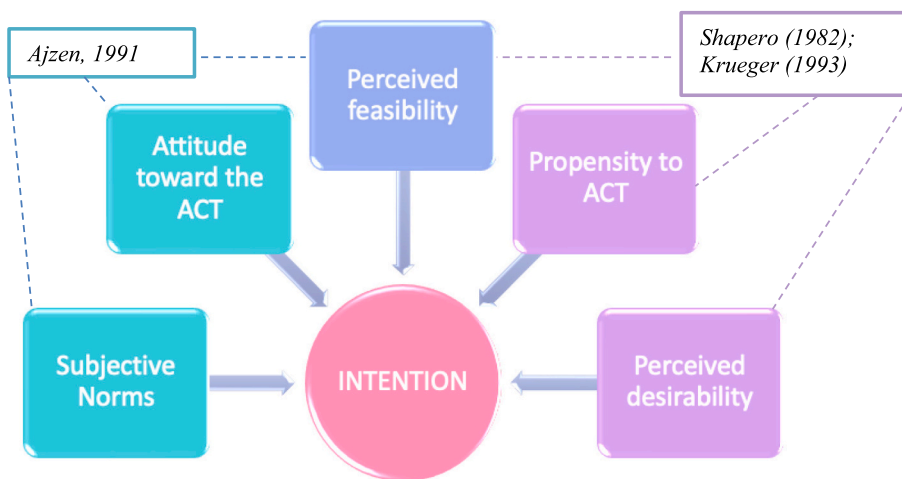 Ajzen, 1991
Shapero (1982);
Krueger (1993)
Perceived
feasibility
Attitude
toward the
ACT
Propensity to
ACT
Subjective
Norms
INTENTION
Perceived
desirability